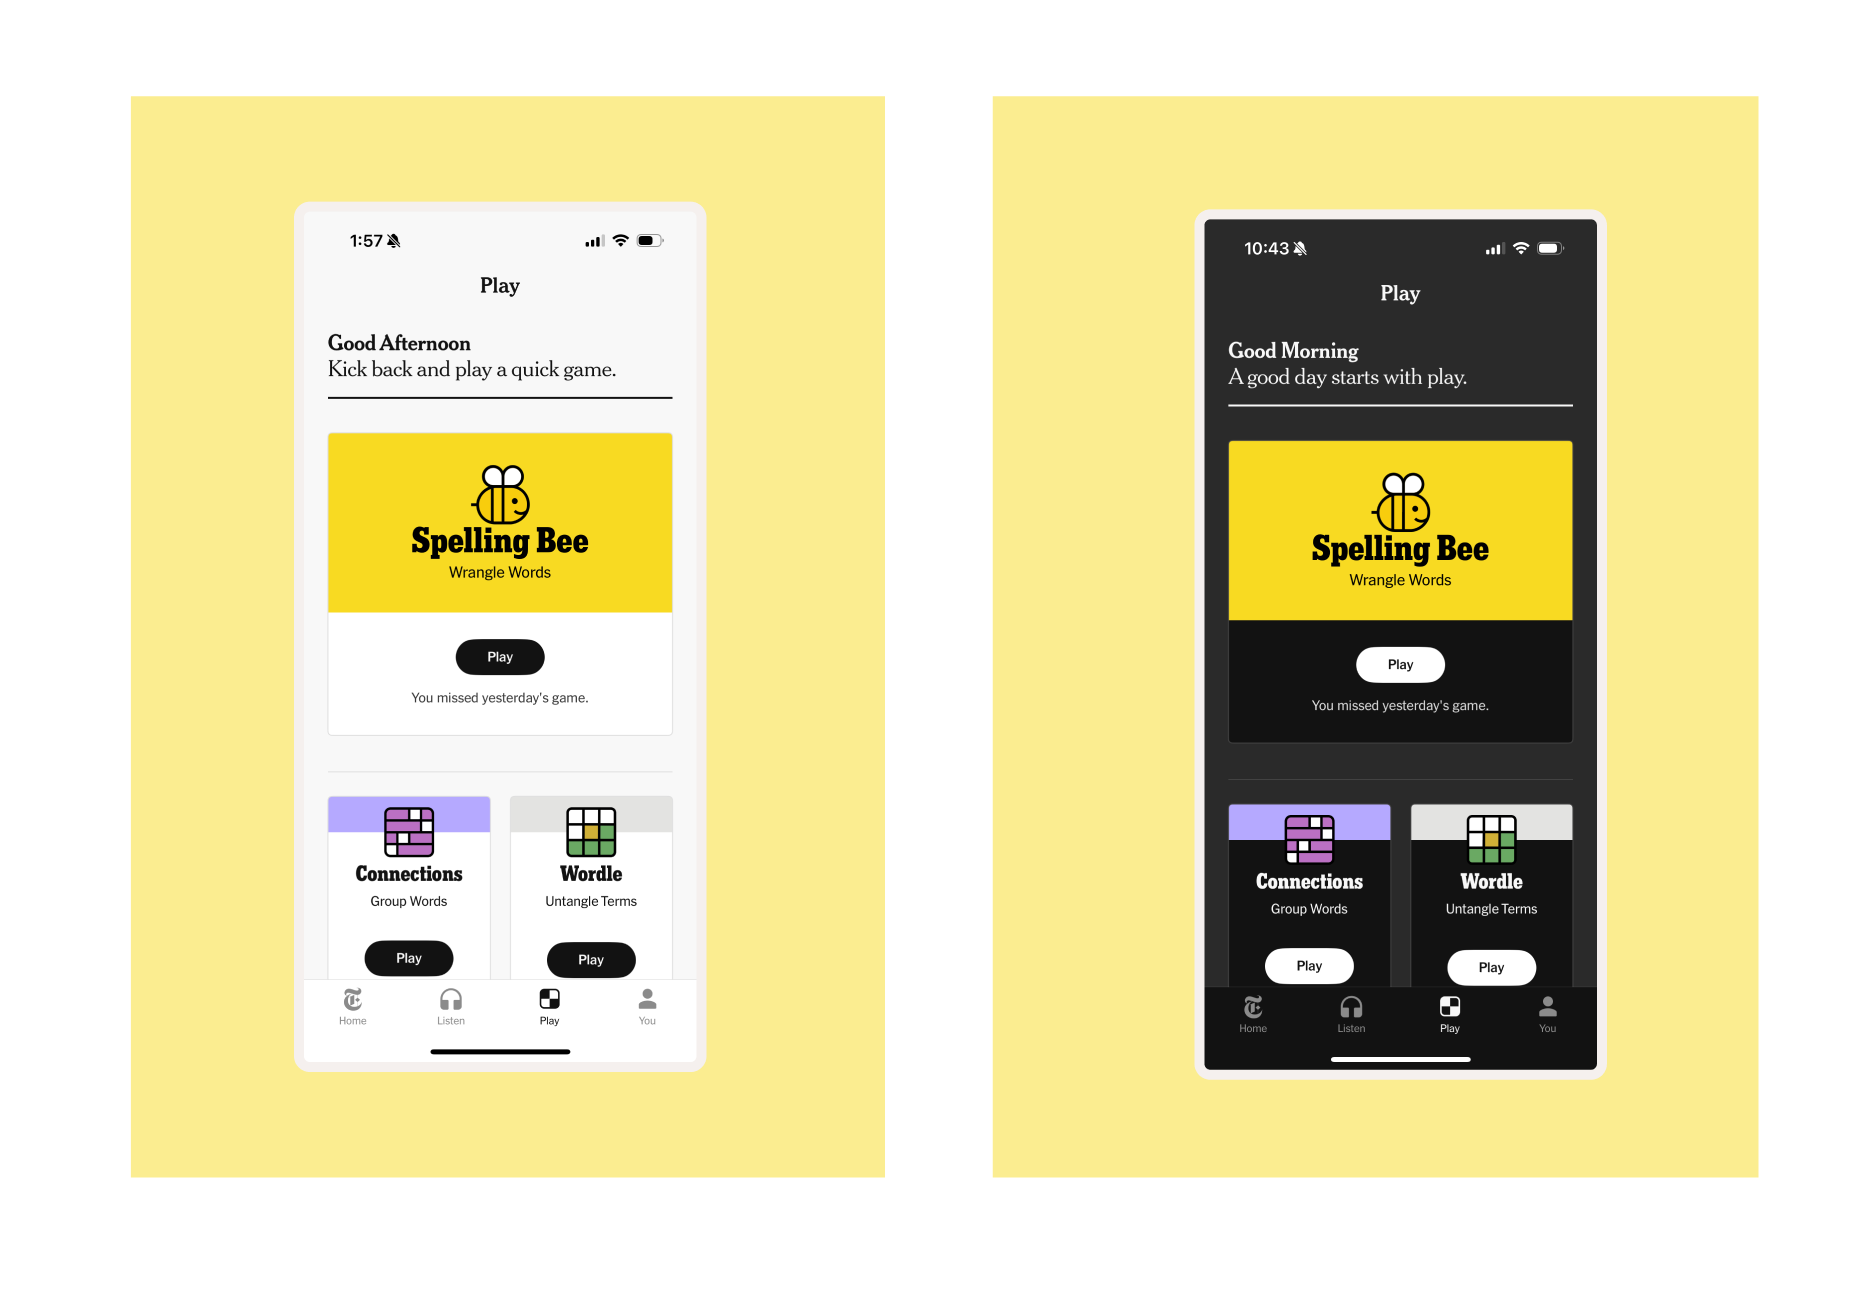 1:57
Play
Good Afternoon
Kick back and play a quick game.
Spelling Bee
Wrangle Words
Play
You missed yesterday's game.
Connections
Group Words
Play
Wordle
Untangle Terms
Play
Home
Listen
Play
You
10:43
Play
Good Morning
A good day starts with play.
Spelling Bee
Wrangle Words
Play
You missed yesterday's game.
Connections
Group Words
Play
Wordle
Untangle Terms
Play
Home
Listen
Play
You